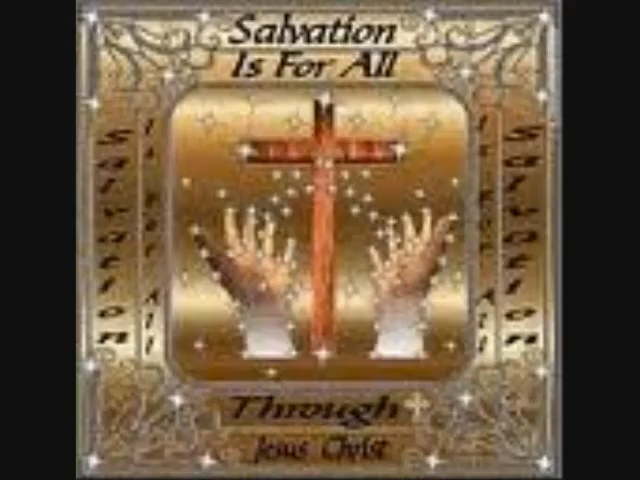 Salvation
Is For All
Salvation
Is For All
Is For All
Salvation
Through
Jesus Christ